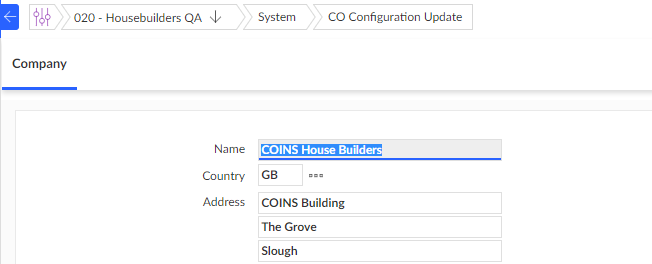 020 - Housebuilders QA System CO Configuration Update
Company
Name COINS House Builders
Country GB
Address COINS Building
The Grove
Slough